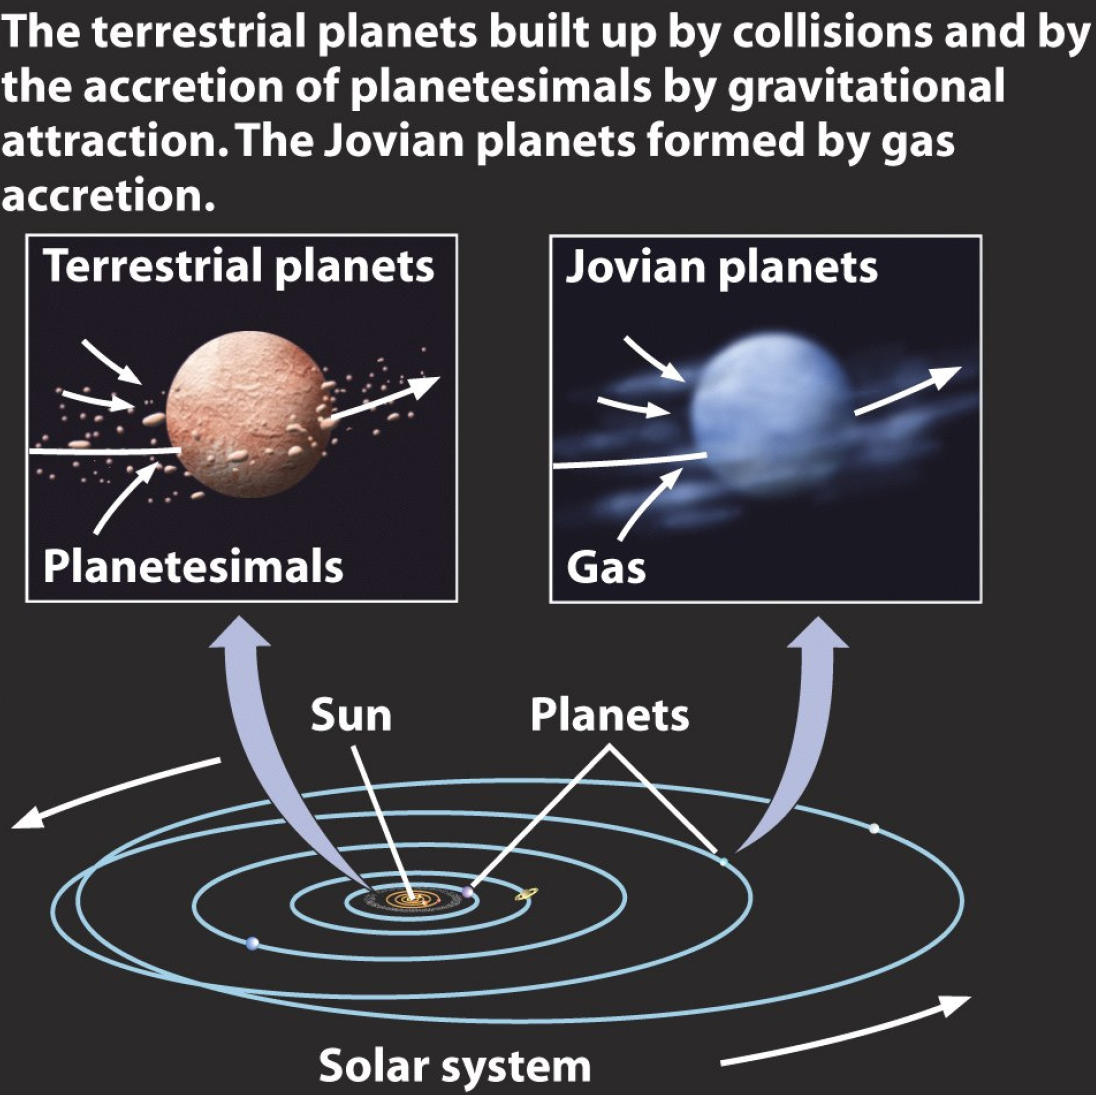 The terrestrial planets built up by collisions and by
the accretion of planetesimals by gravitational
attraction. The Jovian planets formed by gas
accretion.
Terrestrial planets
Planetesimals
Jovian planets
Gas
Sun
Planets
Solar system